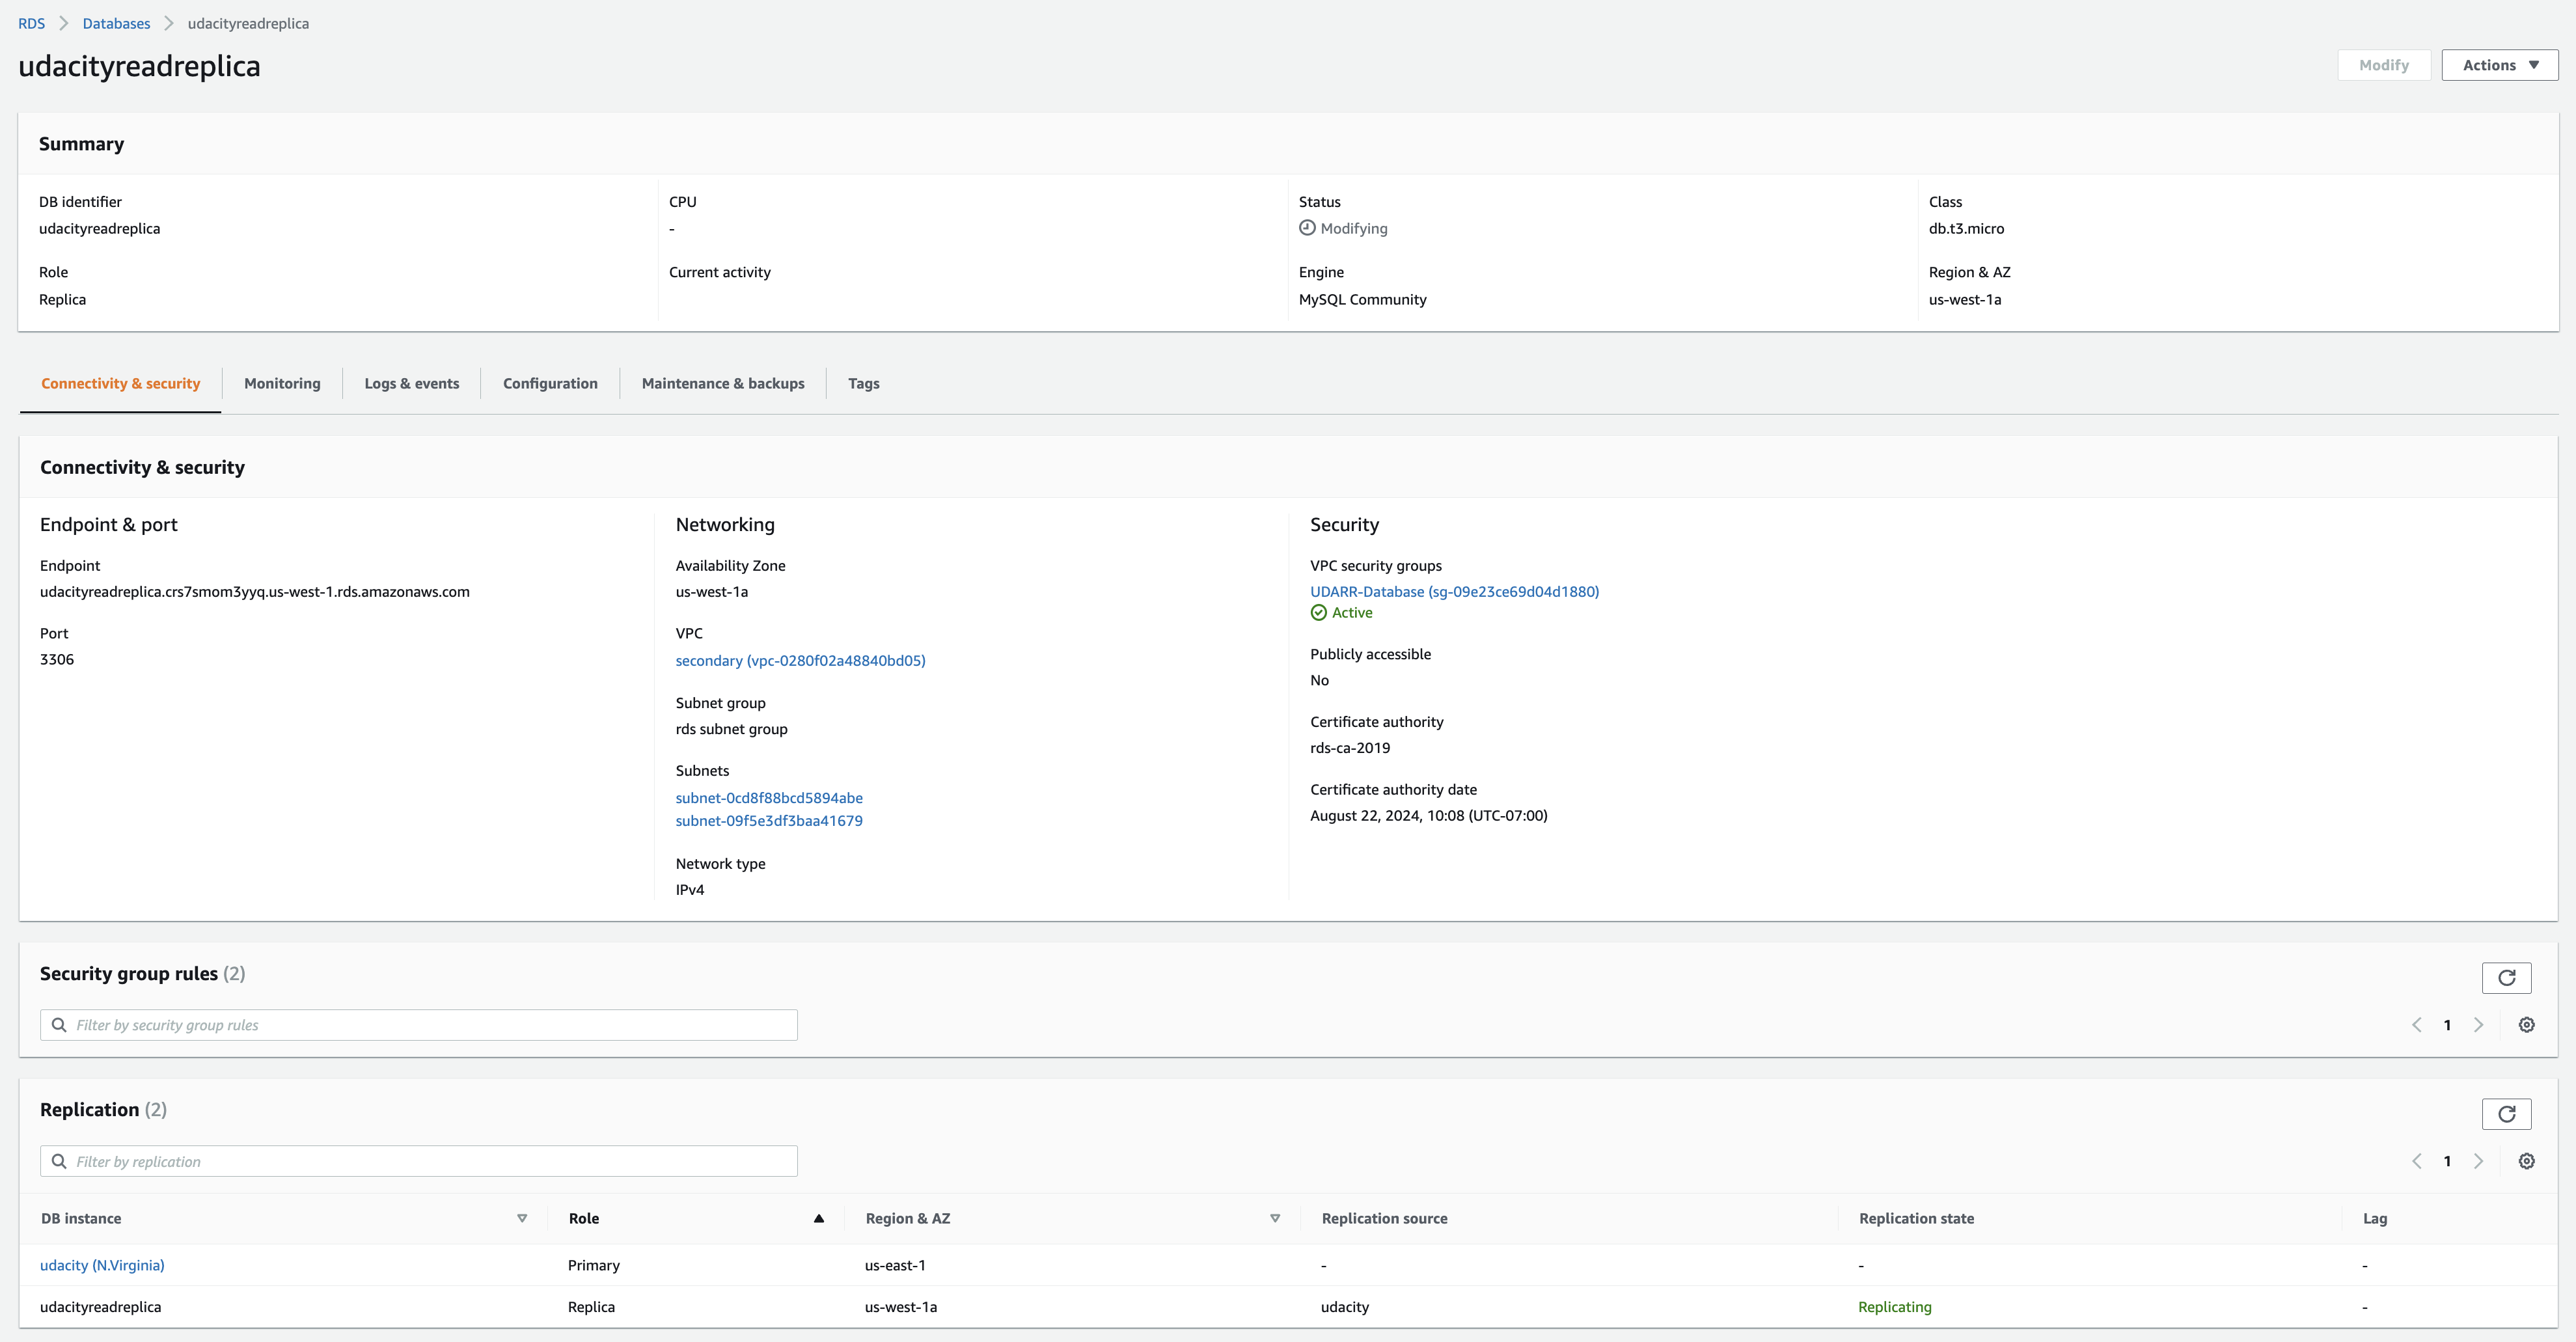 RDS > Databases > udacityreadreplica
udacityreadreplica
Modify
Actions
Summary
DB identifier
udacityreadreplica
CPU
-
Status
Modifying
Class
db.t3.micro
Role
Replica
Current activity
Engine
MySQL Community
Region & AZ
us-west-1a
Connectivity & security
Monitoring
Logs & events
Configuration
Maintenance & backups
Tags
Connectivity & security
Endpoint & port
Endpoint
udacityreadreplica.crs7smom3yyq.us-west-1.rds.amazonaws.com
Port
3306
Networking
Availability Zone
us-west-1a
VPC
secondary (vpc-0280f02a48840bd05)
Subnet group
rds subnet group
Subnets
subnet-0cd8f88bcd5894abe
subnet-09f5e3df3baa41679
Network type
IPv4
Security
VPC security groups
UDARR-Database (sg-09e23ce69d04d1880)
Active
Publicly accessible
No
Certificate authority
rds-ca-2019
Certificate authority date
August 22, 2024, 10:08 (UTC-07:00)
Security group rules (2)
Filter by security group rules
1
Replication (2)
Filter by replication
1
DB instance Role Region & AZ Replication source Replication state Lag
udacity (N.Virginia) Primary us-east-1 - - -
udacityreadreplica Replica us-west-1a udacity Replicating -